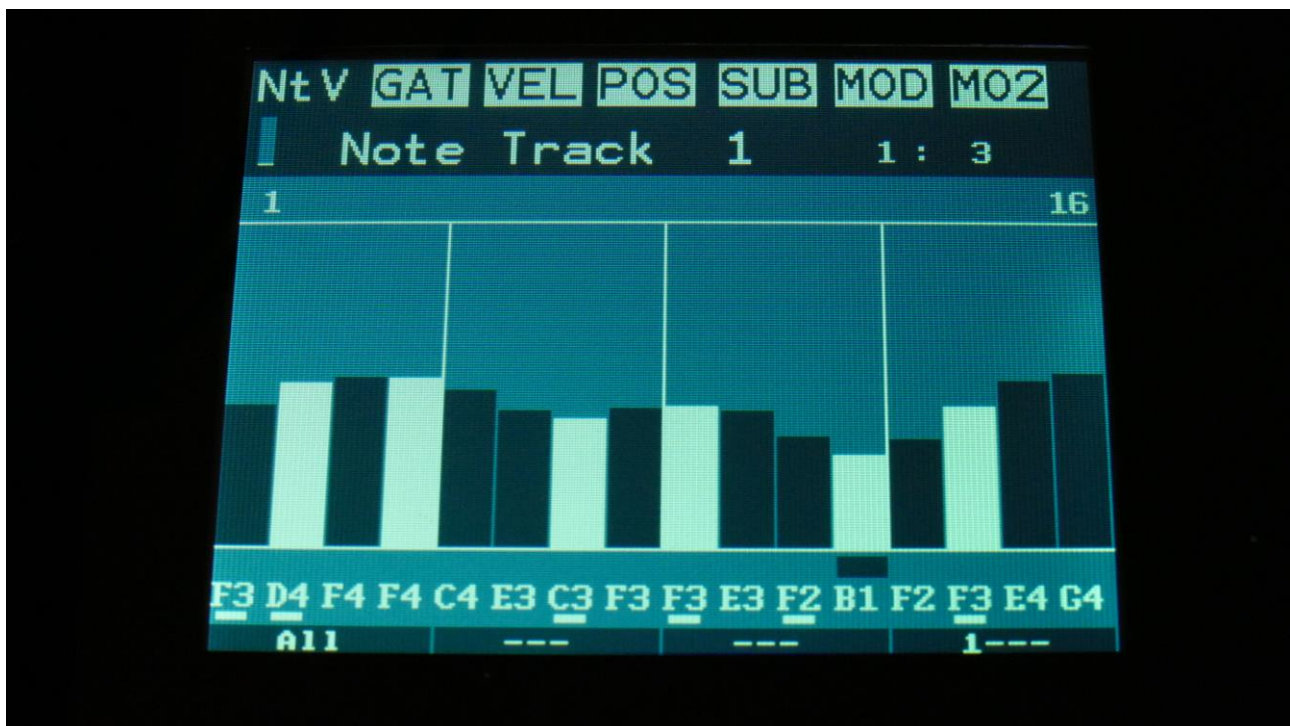 NtV GAT VEL POS SUB MOD MO2
Note Track 1 1: 3
1 16
F3 D4 F4 F4 C4 E3 C3 F3 F3 E3 F2 B1 F2 F3 E4 G4
All --- --- 1---